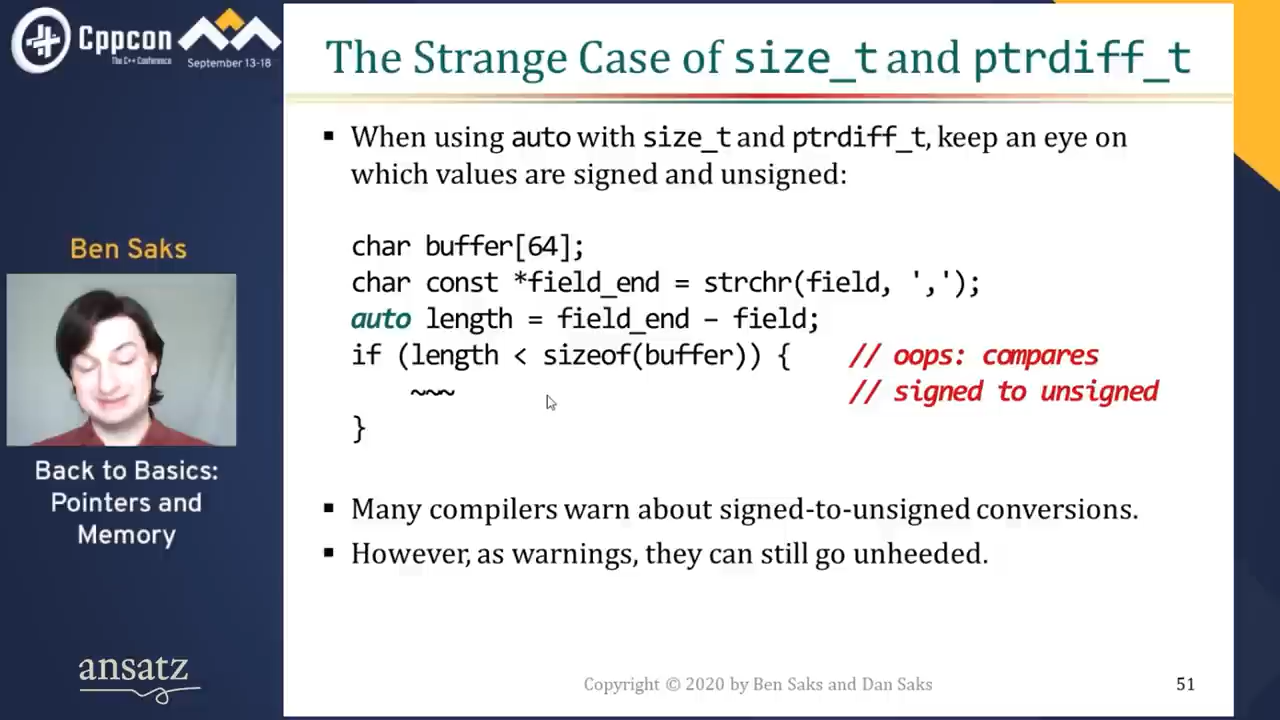 Cppcon
The C++ Conference
September 13-18
The Strange Case of size_t and ptrdiff_t
▪ When using auto with size_t and ptrdiff_t, keep an eye on
which values are signed and unsigned:
char buffer[64];
char const *field_end = strchr(field, ',');
auto length = field_end – field;
if (length < sizeof(buffer)) { // oops: compares
~~~ // signed to unsigned
}
▪ Many compilers warn about signed-to-unsigned conversions.
▪ However, as warnings, they can still go unheeded.
Ben Saks
Back to Basics:
Pointers and
Memory
ansatz
Copyright © 2020 by Ben Saks and Dan Saks
51